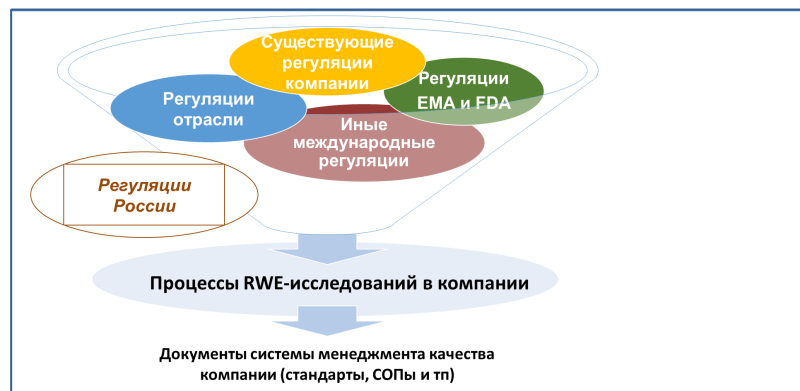 Существующие
регуляции
компании
Регуляции
EMA и FDA
Регуляции
отрасли
Иные
международные
регуляции
Регуляции
России
Процессы RWE-исследований в компании
Документы системы менеджмента качества
компании (стандарты, СОПы и тп)